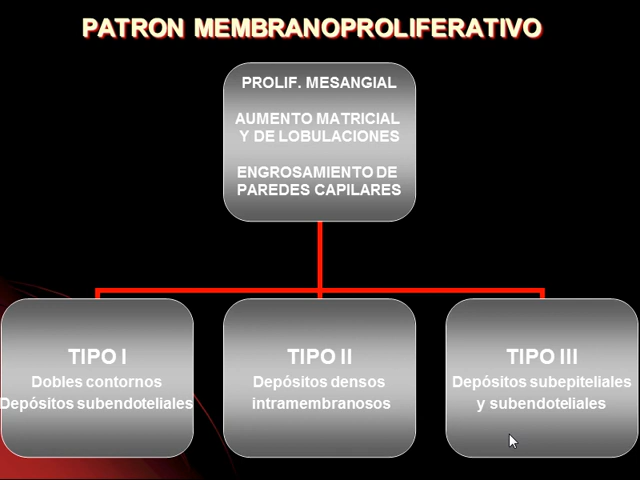 PATRON MEMBRANOPROLIFERATIVO
PROLIF. MESANGIAL
AUMENTO MATRICIAL
Y DE LOBULACIONES
ENGROSAMIENTO DE
PAREDES CAPILARES
TIPO I
Dobles contornos
Depósitos subendoteliales
TIPO II
Depósitos densos
intramembranosos
TIPO III
Depósitos subepiteliales
y subendoteliales